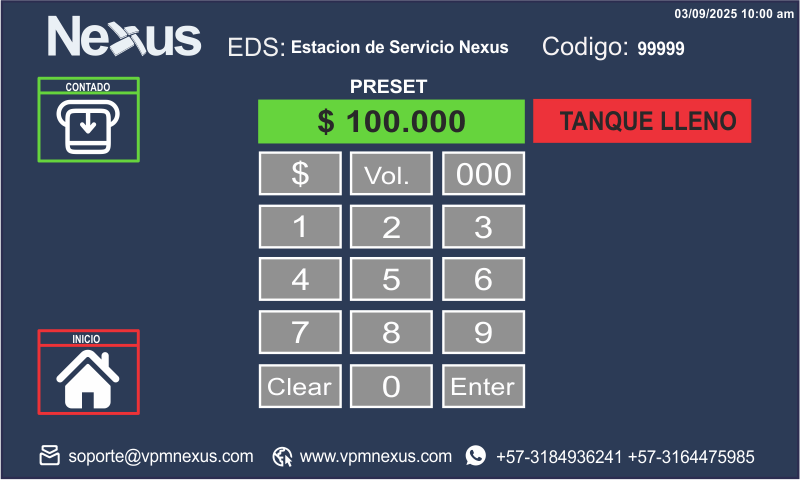 03/09/2025 10:00 am
Nexus EDS: Estacion de Servicio Nexus Codigo: 99999
CONTADO
PRESET
$ 100.000 TANQUE LLENO
$ Vol. 000
1 2 3
4 5 6
7 8 9
INICIO
Clear 0 Enter
soporte@vpmnexus.com www.vpmnexus.com +57-3184936241 +57-3164475985